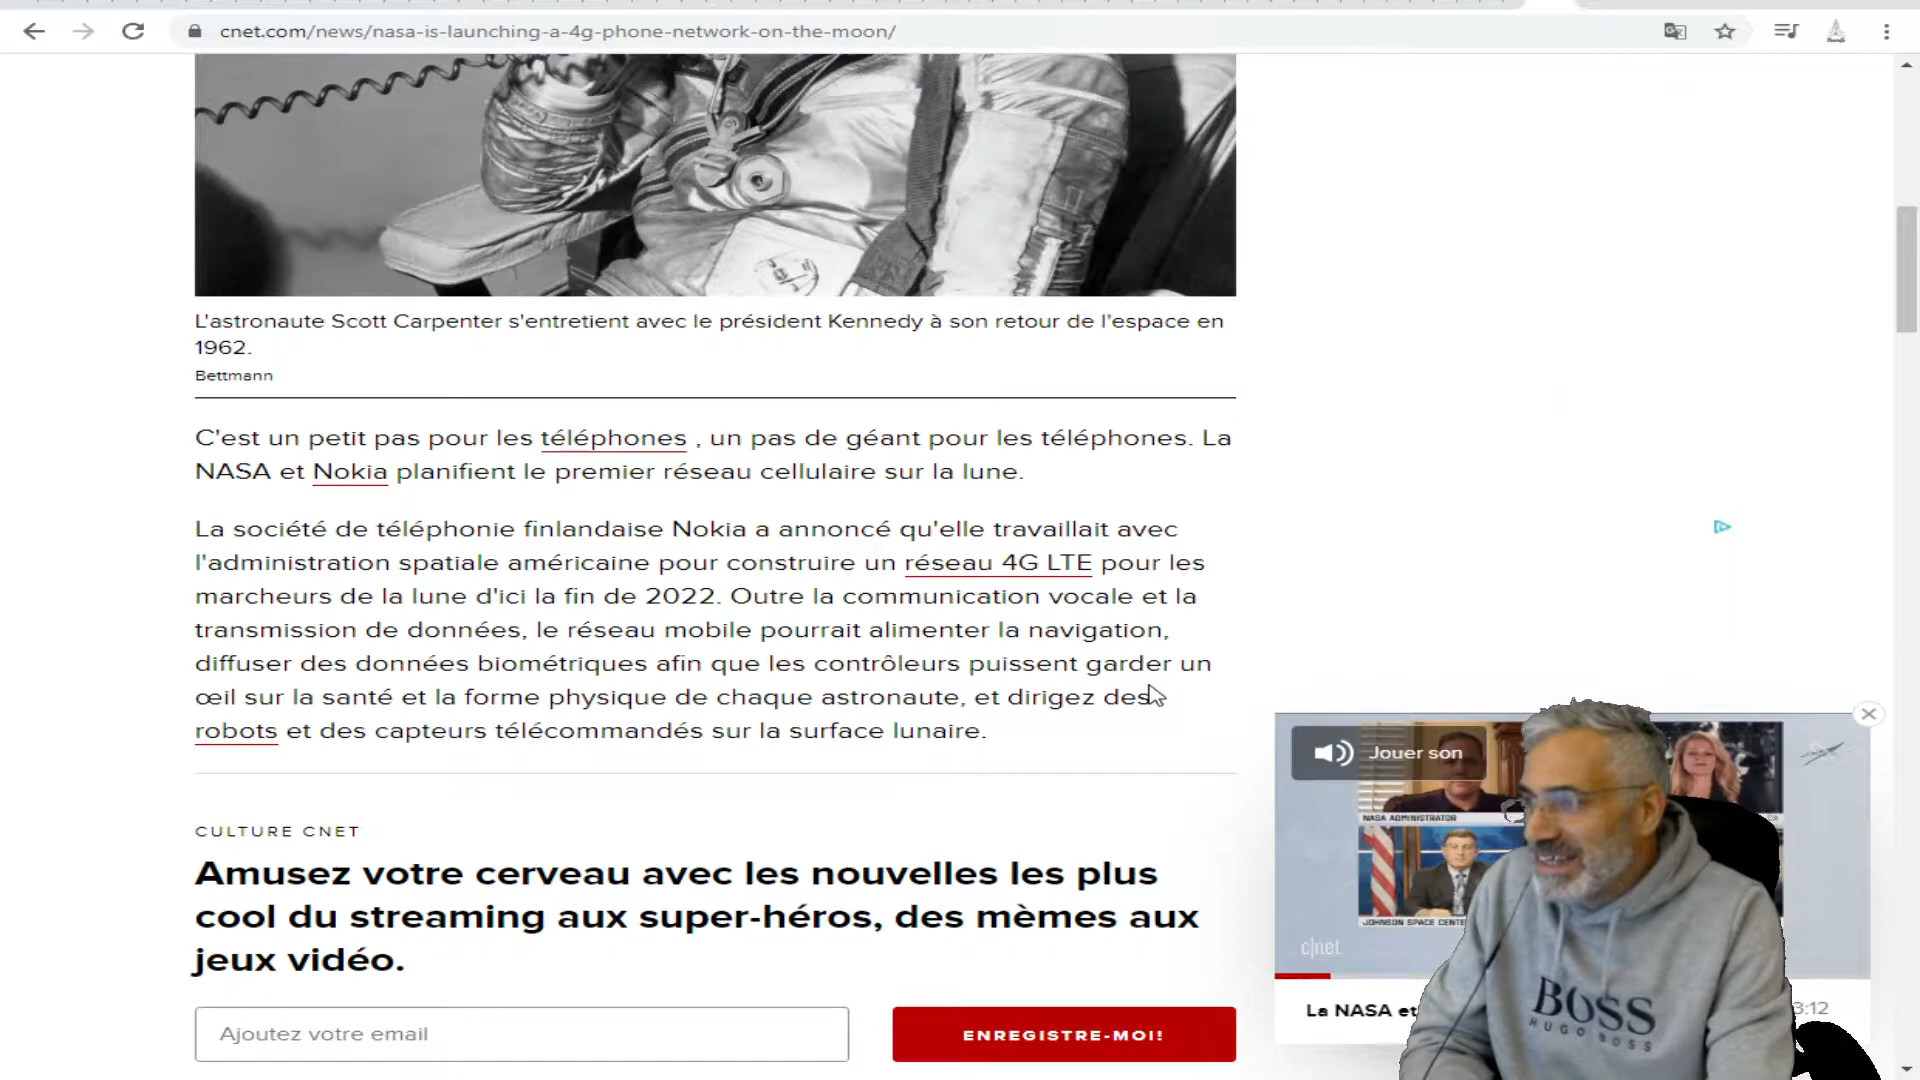 cnet.com/news/nasa-is-launching-a-4g-phone-network-on-the-moon/
L'astronaute Scott Carpenter s'entretient avec le président Kennedy à son retour de l'espace en
1962.
Bettmann
C'est un petit pas pour les téléphones , un pas de géant pour les téléphones. La
NASA et Nokia planifient le premier réseau cellulaire sur la lune.
La société de téléphonie finlandaise Nokia a annoncé qu'elle travaillait avec
l'administration spatiale américaine pour construire un réseau 4G LTE pour les
marcheurs de la lune d'ici la fin de 2022. Outre la communication vocale et la
transmission de données, le réseau mobile pourrait alimenter la navigation,
diffuser des données biométriques afin que les contrôleurs puissent garder un
œil sur la santé et la forme physique de chaque astronaute, et dirigez des
robots et des capteurs télécommandés sur la surface lunaire.
CULTURE CNET
Amusez votre cerveau avec les nouvelles les plus
cool du streaming aux super-héros, des mèmes aux
jeux vidéo.
Ajoutez votre email
ENREGISTRE-MOI!
Jouer son
NASA ADMINISTRATOR
JOHNSON SPACE CENTE
c|net
La NASA et
3:12
BOSS
HUGO BOSS